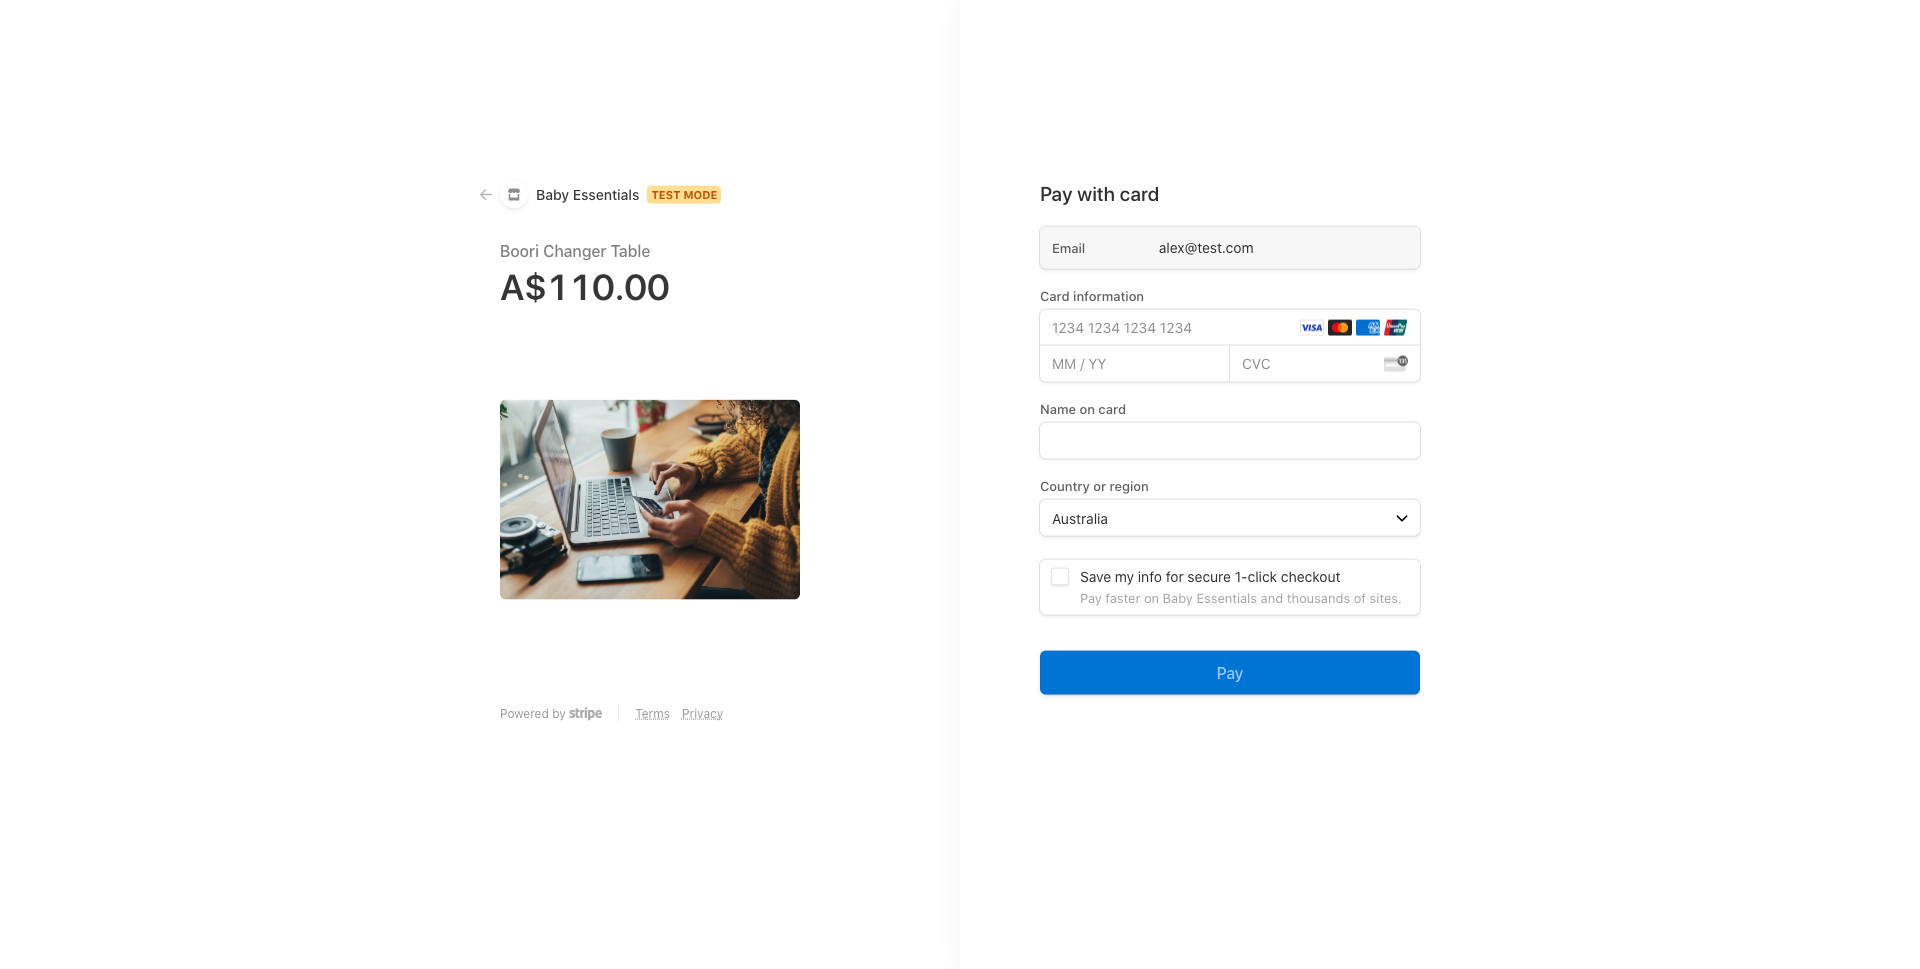 Baby Essentials TEST MODE
Boori Changer Table
A$110.00
Powered by stripe
Terms Privacy
Pay with card
Email alex@test.com
Card information
1234 1234 1234 1234 VISA
MM / YY CVC
Name on card
Country or region
Australia
Save my info for secure 1-click checkout
Pay faster on Baby Essentials and thousands of sites.
Pay